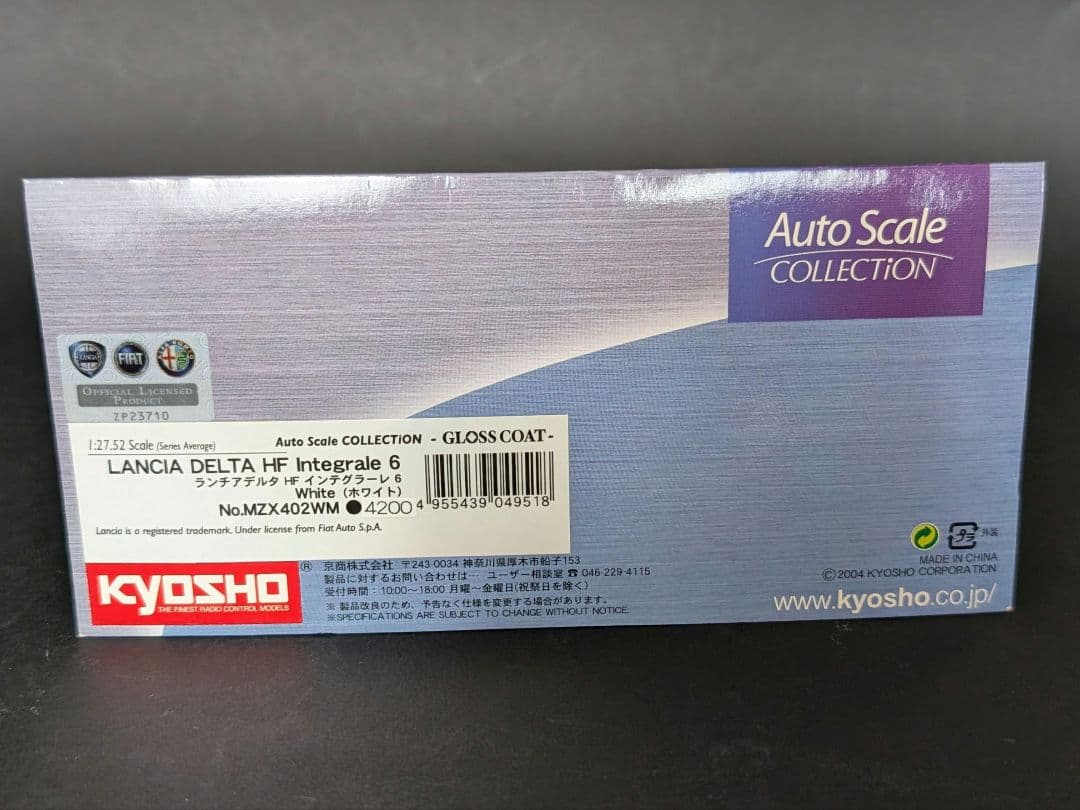 Auto Scale
COLLECTiON
LANCIA FIAT ALFA ROMEO
OFFICIAL LICENSED
PRODUCT
ZP23710
1:27.52 Scale (Series Average)
Auto Scale COLLECTiON - GLOSS COAT -
LANCIA DELTA HF Integrale 6
ランチアデルタ HF インテグラーレ 6
White (ホワイト)
No.MZX402WM ●4200
4 955439 049518
Lancia is a registered trademark. Under license from Fiat Auto S.p.A.
KYOSHO ®
THE FINEST RADIO CONTROL MODELS
京商株式会社 〒243-0034 神奈川県厚木市船子153
製品に対するお問い合わせは… ユーザー相談室 ☎ 046-229-4115
受付時間:10:00〜18:00 月曜〜金曜日(祝祭日を除く)
※ 製品改良のため、予告なく仕様を変更する場合があります。
※SPECIFICATIONS ARE SUBJECT TO CHANGE WITHOUT NOTICE.
プラ 外装
MADE IN CHINA
©2004 KYOSHO CORPORATION
www.kyosho.co.jp/